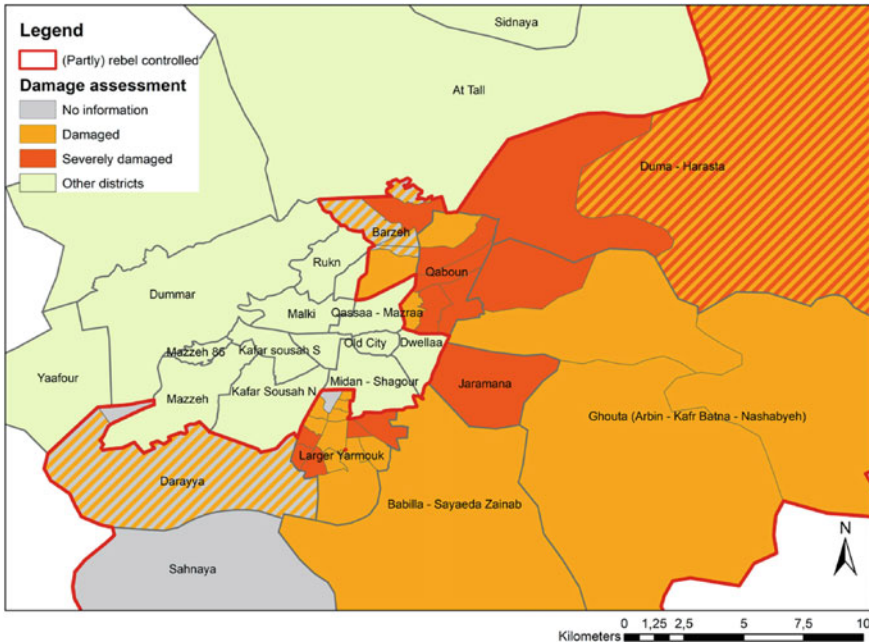 Legend
(Partly) rebel controlled
Damage assessment
No information
Damaged
Severely damaged
Other districts
Sidnaya
At Tall
Duma - Harasta
Barzeh
Rukn
Qaboun
Dummar
Malki
Qassaa - Mazraa
Mazzeh 86
Kafar sousah S
Old City
Dwellaa
Yaafour
Mazzeh
Kafar Sousah N
Midan - Shagour
Jaramana
Ghouta (Arbin - Kafr Batna - Nashabyeh)
Larger Yarmouk
Darayya
Babilla - Sayaeda Zainab
Sahnaya
N
0 1,25 2,5 5 7,5 10
Kilometers